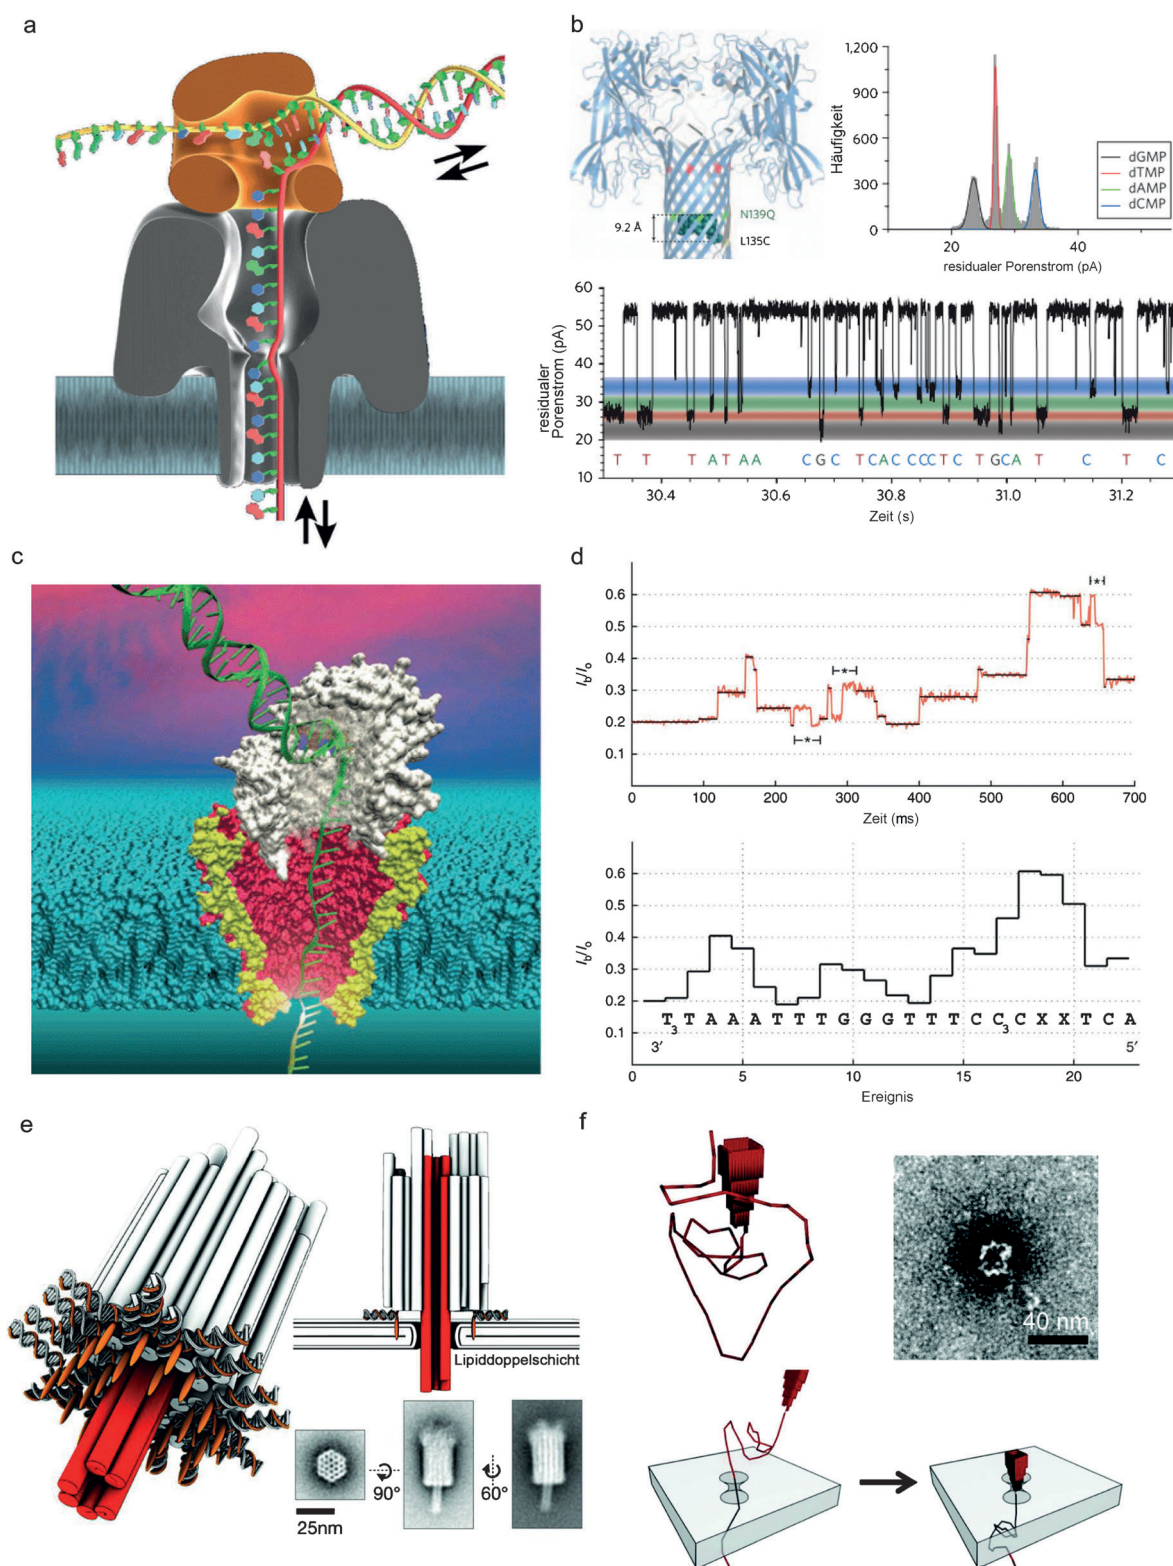 a
b
9.2 Å
N139Q
L135C
Häufigkeit
1,200
900
600
300
0
20
40
residualer Porenstrom (pA)
dGMP
dTMP
dAMP
dCMP
residualer
Porenstrom (pA)
60
50
40
30
20
10
T T T A T A A C G C T C A C C C C T C T G C A T C T C
30.4 30.6 30.8 31.0 31.2
Zeit (s)
c
d
Ib/Io
0.6
0.5
0.4
0.3
0.2
0.1
*
*
*
0 100 200 300 400 500 600 700
Zeit (ms)
Ib/Io
0.6
0.5
0.4
0.3
0.2
0.1
T3 T A A A T T T G G G T T T C C3 C X X T C A
3′ 5′
0 5 10 15 20
Ereignis
e
Lipiddoppelschicht
90°
60°
25nm
f
40 nm